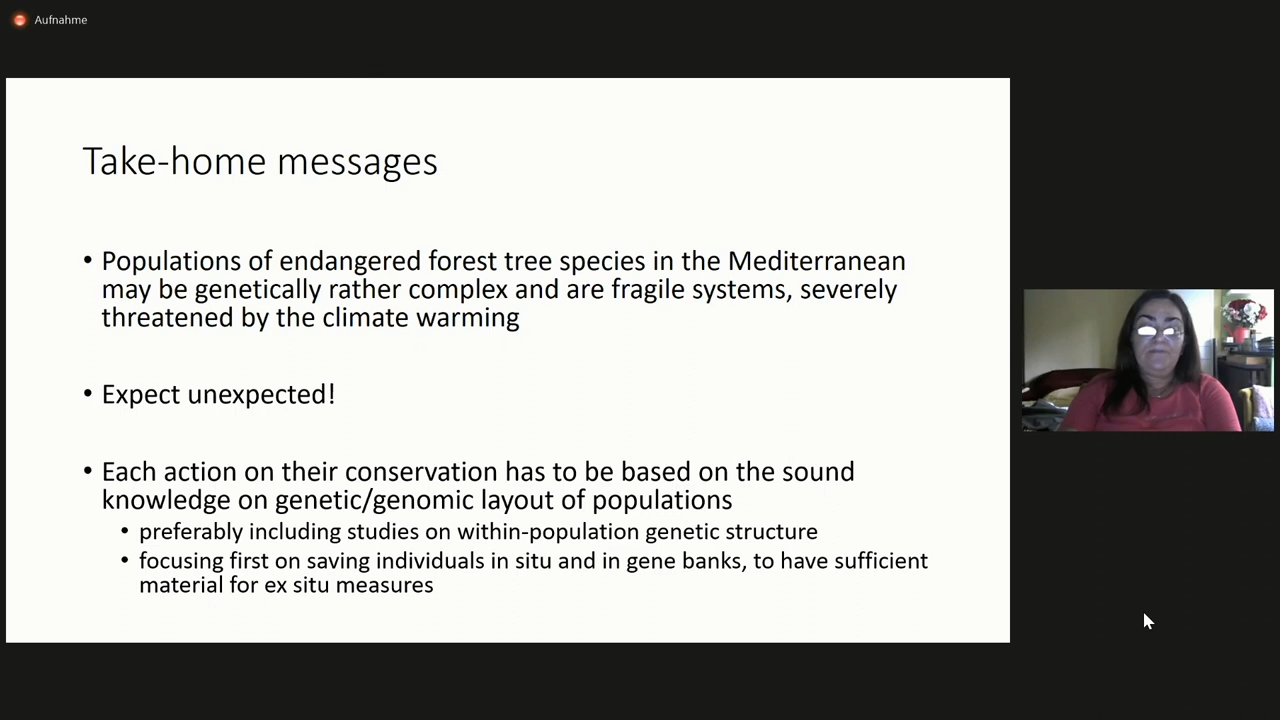 Aufnahme
Take-home messages
• Populations of endangered forest tree species in the Mediterranean
may be genetically rather complex and are fragile systems, severely
threatened by the climate warming
• Expect unexpected!
• Each action on their conservation has to be based on the sound
knowledge on genetic/genomic layout of populations
• preferably including studies on within-population genetic structure
• focusing first on saving individuals in situ and in gene banks, to have sufficient
material for ex situ measures